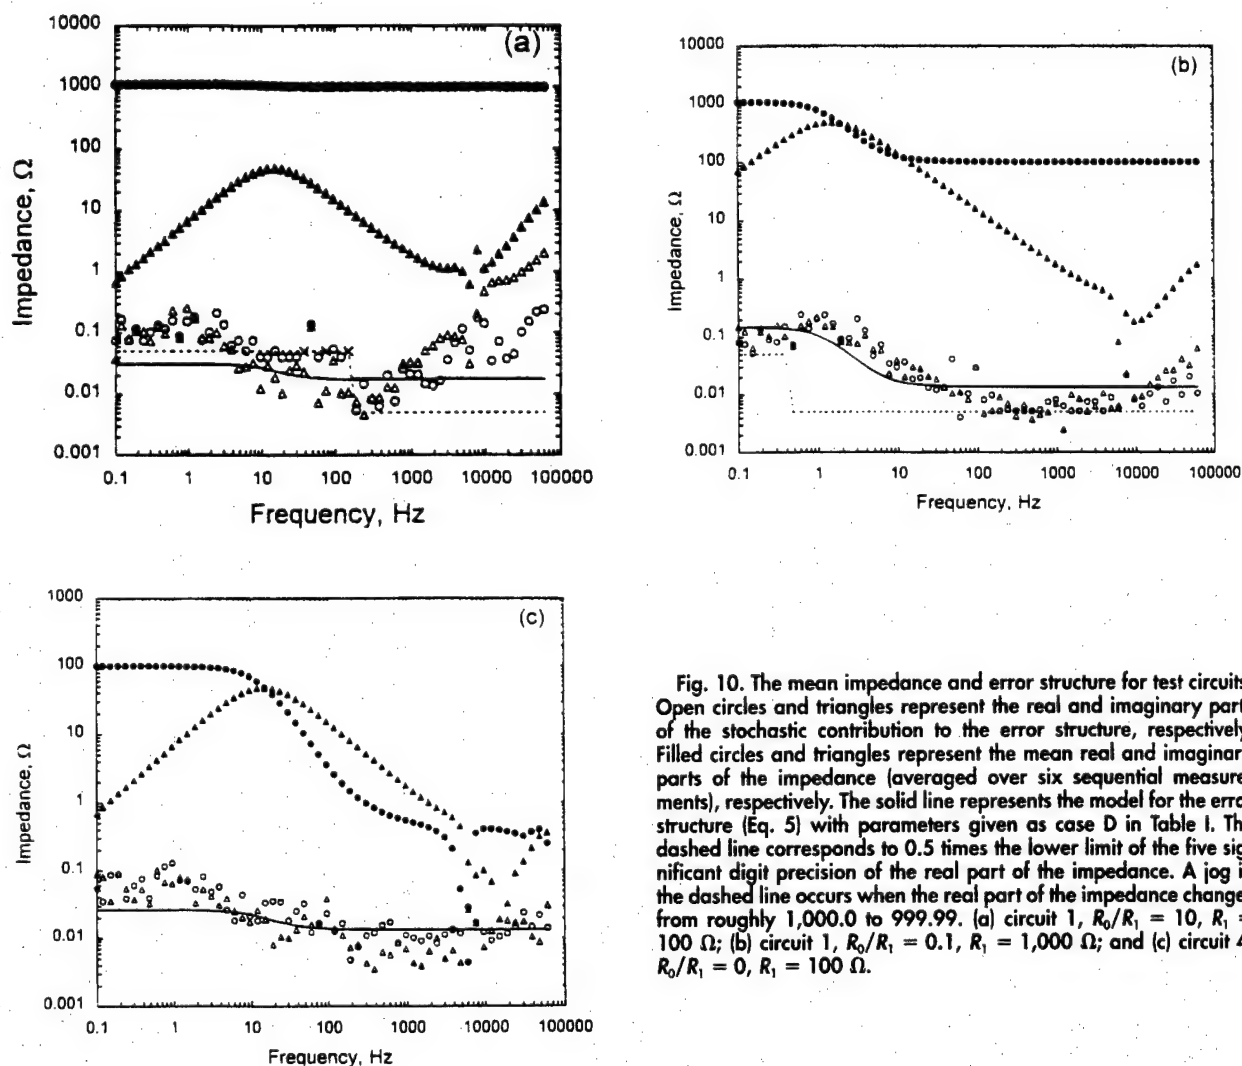 (a)
10000
1000
100
10
1
0.1
0.01
0.001
Impedance, Ω
0.1 1 10 100 1000 10000 100000
Frequency, Hz
(b)
10000
1000
100
10
1
0.1
0.01
0.001
Impedance, Ω
0.1 1 10 100 1000 10000 100000
Frequency, Hz
(c)
1000
100
10
1
0.1
0.01
0.001
Impedance, Ω
0.1 1 10 100 1000 10000 100000
Frequency, Hz
Fig. 10. The mean impedance and error structure for test circuits
Open circles and triangles represent the real and imaginary part
of the stochastic contribution to the error structure, respectively
Filled circles and triangles represent the mean real and imaginar
parts of the impedance (averaged over six sequential measure
ments), respectively. The solid line represents the model for the erro
structure (Eq. 5) with parameters given as case D in Table I. Th
dashed line corresponds to 0.5 times the lower limit of the five sig
nificant digit precision of the real part of the impedance. A jog i
the dashed line occurs when the real part of the impedance change
from roughly 1,000.0 to 999.99. (a) circuit 1, R₀/R₁ = 10, R₁ =
100 Ω; (b) circuit 1, R₀/R₁ = 0.1, R₁ = 1,000 Ω; and (c) circuit 4
R₀/R₁ = 0, R₁ = 100 Ω.